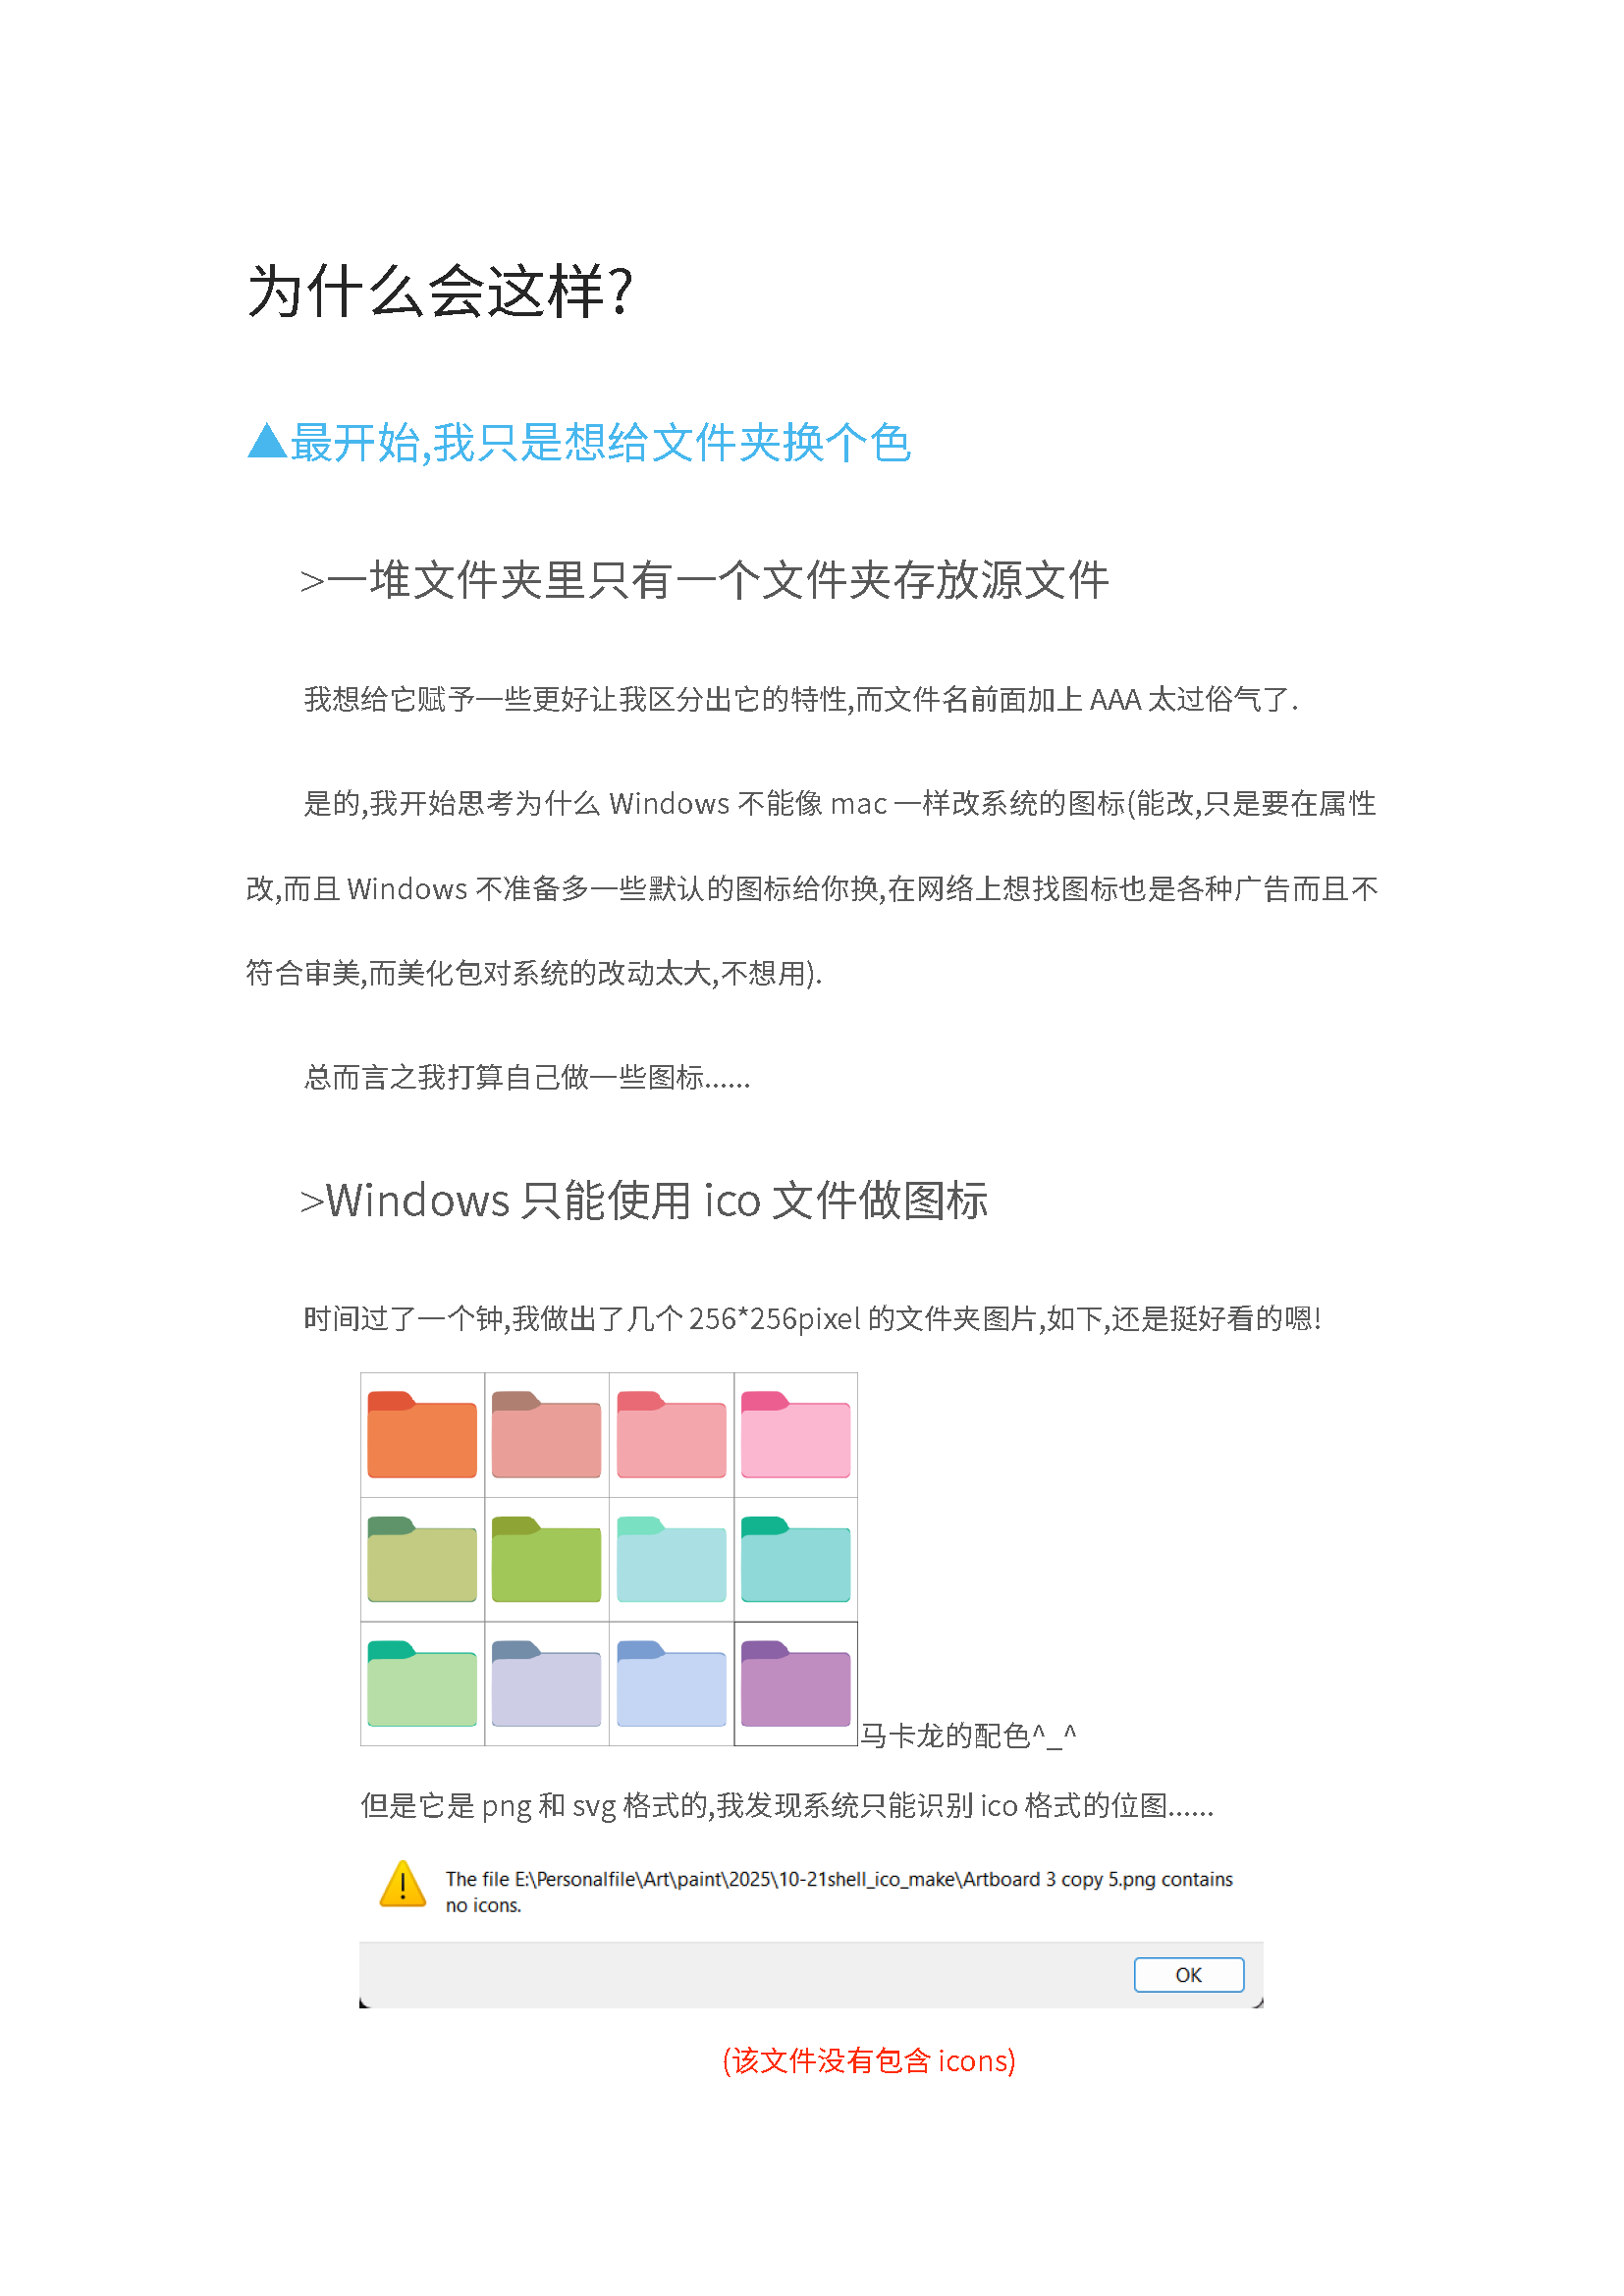 为什么会这样?
▲最开始,我只是想给文件夹换个色
>一堆文件夹里只有一个文件夹存放源文件
我想给它赋予一些更好让我区分出它的特性,而文件名前面加上 AAA 太过俗气了.
是的,我开始思考为什么 Windows 不能像 mac 一样改系统的图标(能改,只是要在属性
改,而且 Windows 不准备多一些默认的图标给你换,在网络上想找图标也是各种广告而且不
符合审美,而美化包对系统的改动太大,不想用).
总而言之我打算自己做一些图标......
>Windows 只能使用 ico 文件做图标
时间过了一个钟,我做出了几个 256*256pixel 的文件夹图片,如下,还是挺好看的嗯!
马卡龙的配色^_^
但是它是 png 和 svg 格式的,我发现系统只能识别 ico 格式的位图......
The file E:\Personalfile\Art\paint\2025\10-21shell_ico_make\Artboard 3 copy 5.png contains
no icons.
OK
(该文件没有包含 icons)